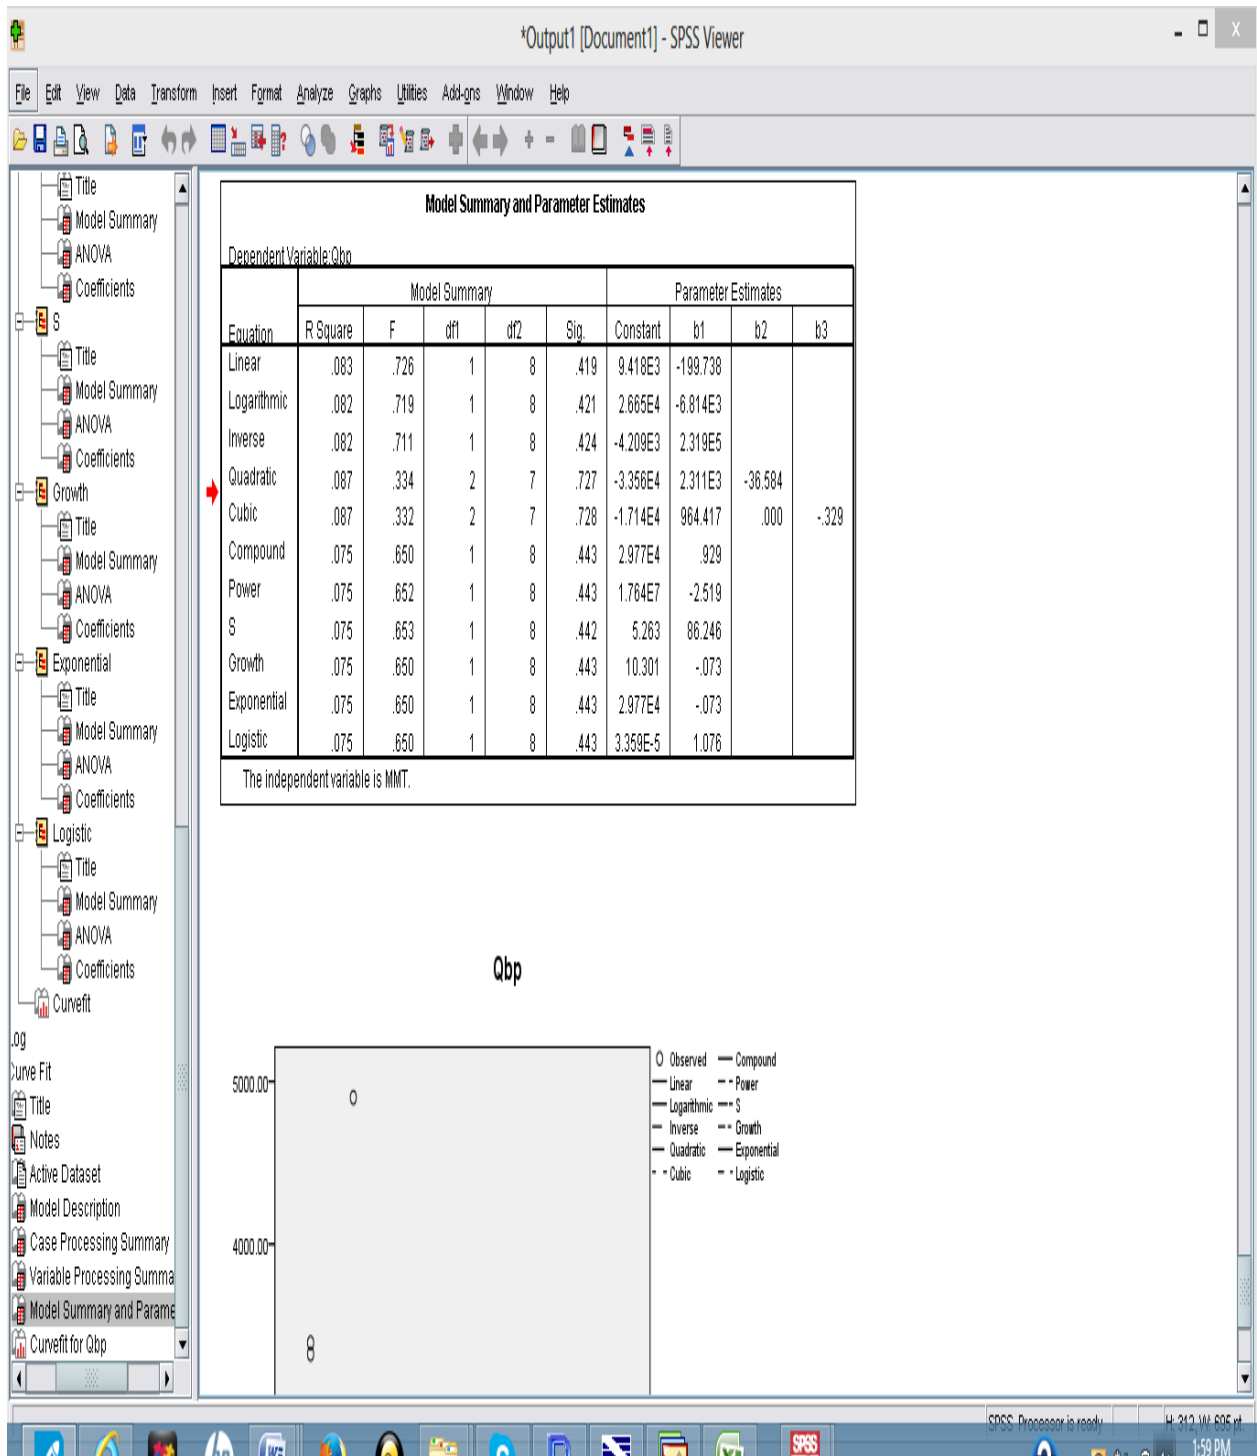 *Output1 [Document1] - SPSS Viewer
File Edit View Data Transform Insert Format Analyze Graphs Utilities Add-ons Window Help
Title
Model Summary
ANOVA
Coefficients
S
Title
Model Summary
ANOVA
Coefficients
Growth
Title
Model Summary
ANOVA
Coefficients
Exponential
Title
Model Summary
ANOVA
Coefficients
Logistic
Title
Model Summary
ANOVA
Coefficients
Curvefit
Log
Curve Fit
Title
Notes
Active Dataset
Model Description
Case Processing Summary
Variable Processing Summa
Model Summary and Parame
Curvefit for Qbp
Model Summary and Parameter Estimates
Dependent Variable:Qbp
Model Summary Parameter Estimates
Equation R Square F df1 df2 Sig. Constant b1 b2 b3
Linear .083 .726 1 8 .419 9.418E3 -199.738
Logarithmic .082 .719 1 8 .421 2.665E4 -6.814E3
Inverse .082 .711 1 8 .424 -4.209E3 2.319E5
Quadratic .087 .334 2 7 .727 -3.356E4 2.311E3 -36.584
Cubic .087 .332 2 7 .728 -1.714E4 964.417 .000 -.329
Compound .075 .650 1 8 .443 2.977E4 .929
Power .075 .652 1 8 .443 1.764E7 -2.519
S .075 .653 1 8 .442 5.263 86.246
Growth .075 .650 1 8 .443 10.301 -.073
Exponential .075 .650 1 8 .443 2.977E4 -.073
Logistic .075 .650 1 8 .443 3.359E-5 1.076
The independent variable is MMT.
Qbp
5000.00
4000.00
Observed Compound
Linear Power
Logarithmic S
Inverse Growth
Quadratic Exponential
Cubic Logistic
SPSS Processor is ready H: 312, W: 695 pt.
SPSS
1:59 PM